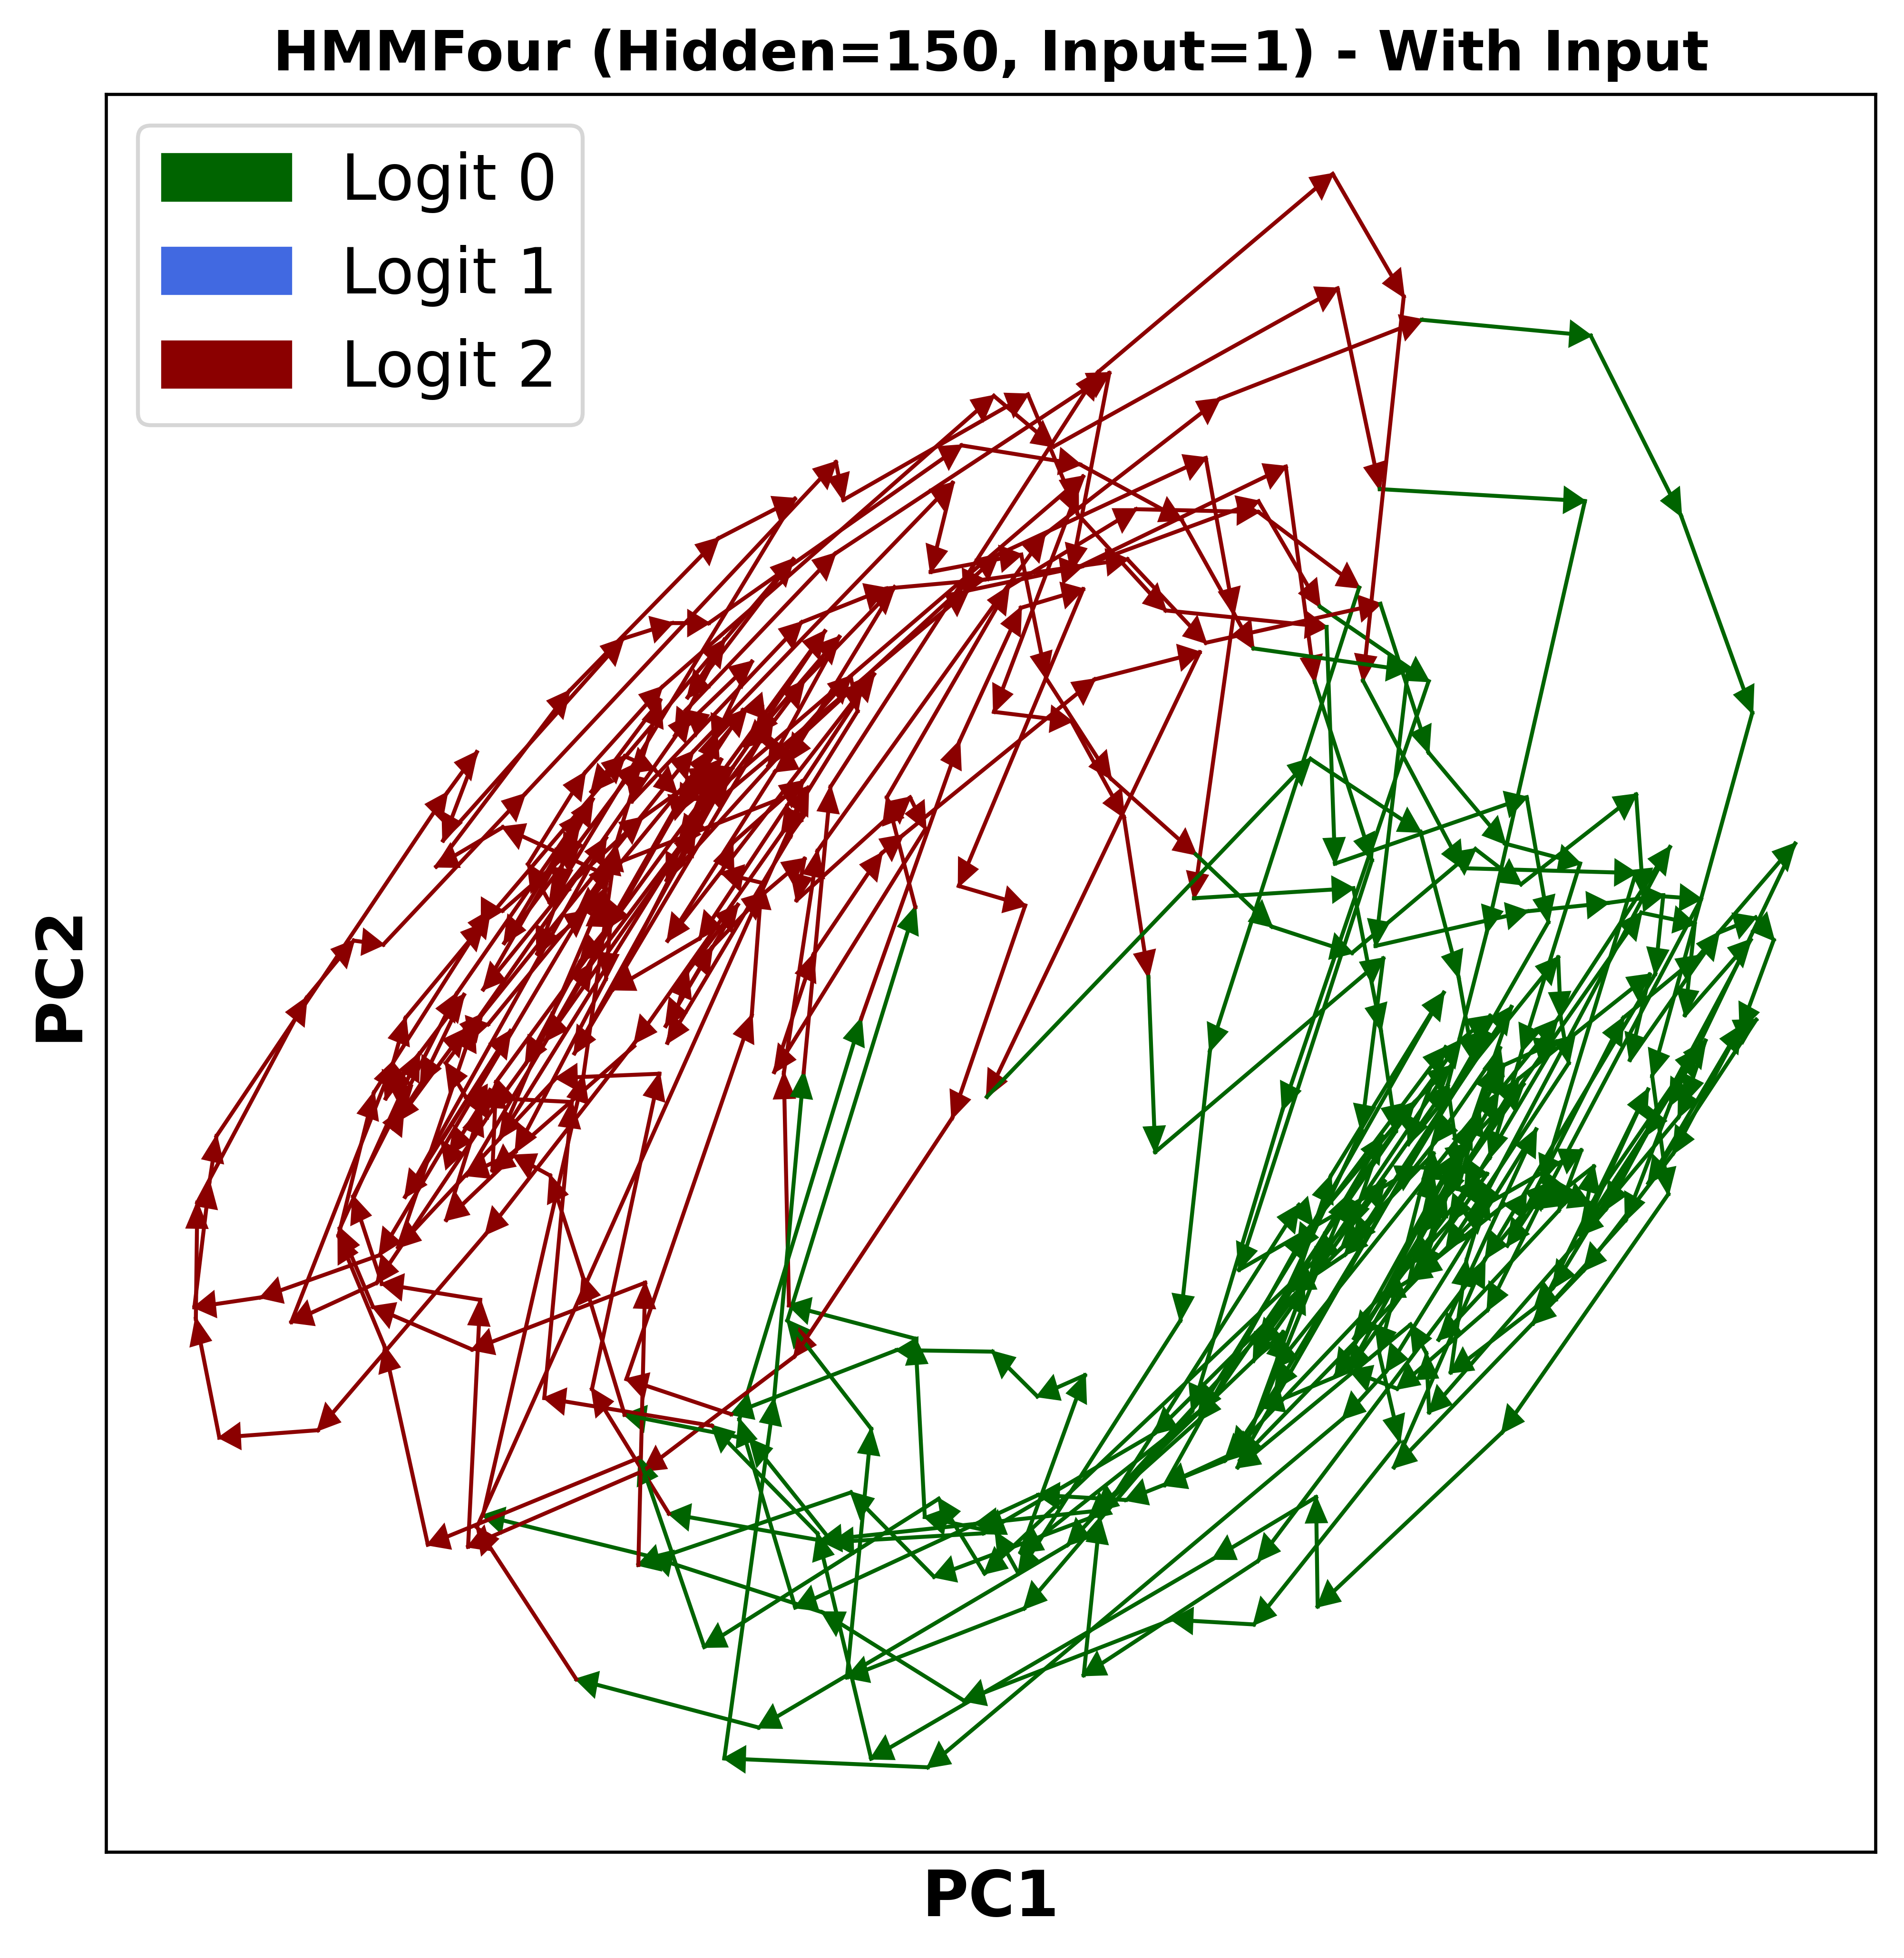 HMMFour (Hidden=150, Input=1) - With Input
Logit 0
Logit 1
Logit 2
PC2
PC1